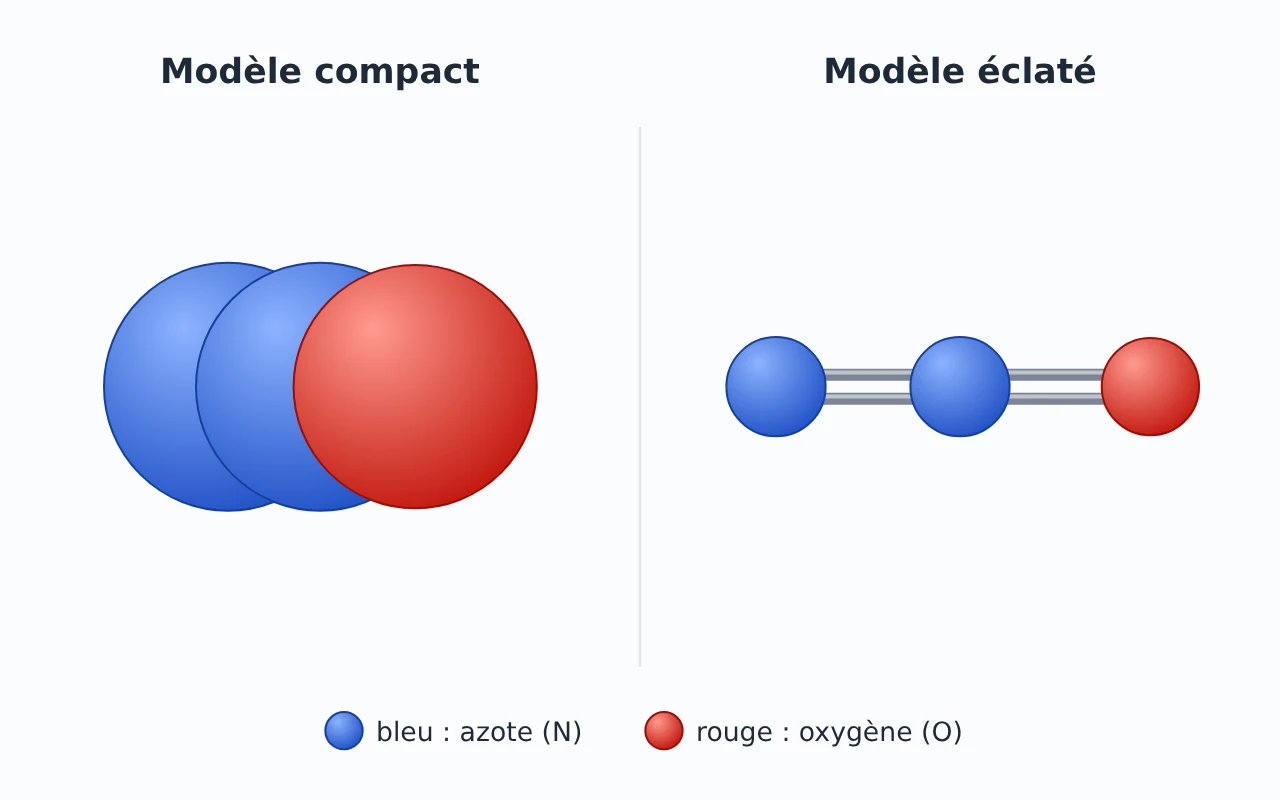 Modèle compact
Modèle éclaté
bleu : azote (N)
rouge : oxygène (O)